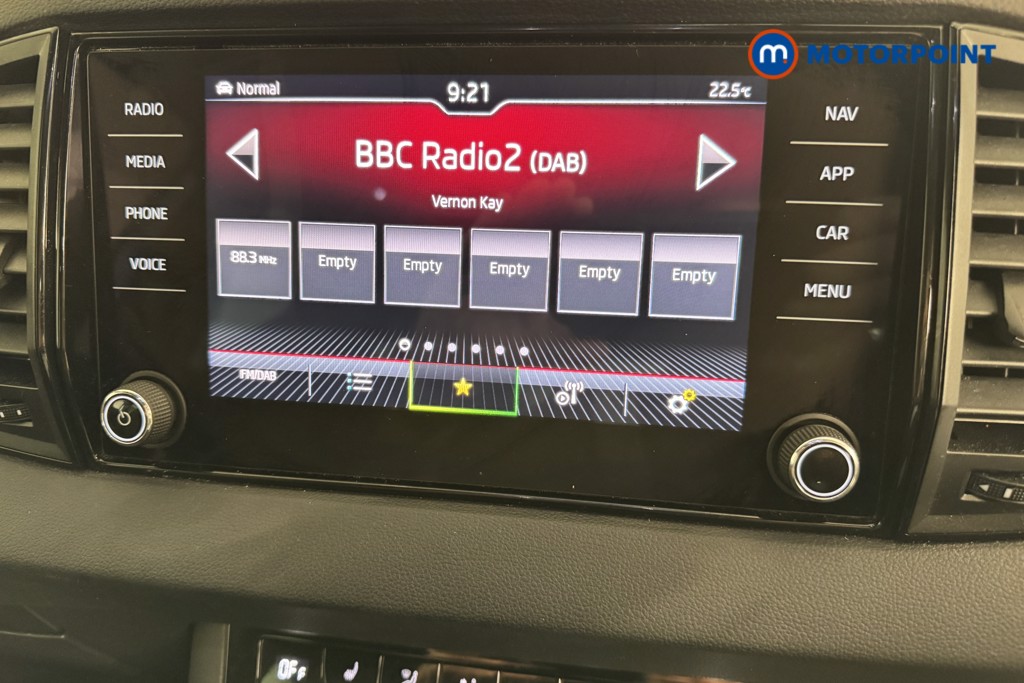 m MOTORPOINT
RADIO
MEDIA
PHONE
VOICE
Normal 9:21 22.5°C
BBC Radio2 (DAB)
Vernon Kay
88.3 MHz Empty Empty Empty Empty Empty
FM/DAB
NAV
APP
CAR
MENU
OFF